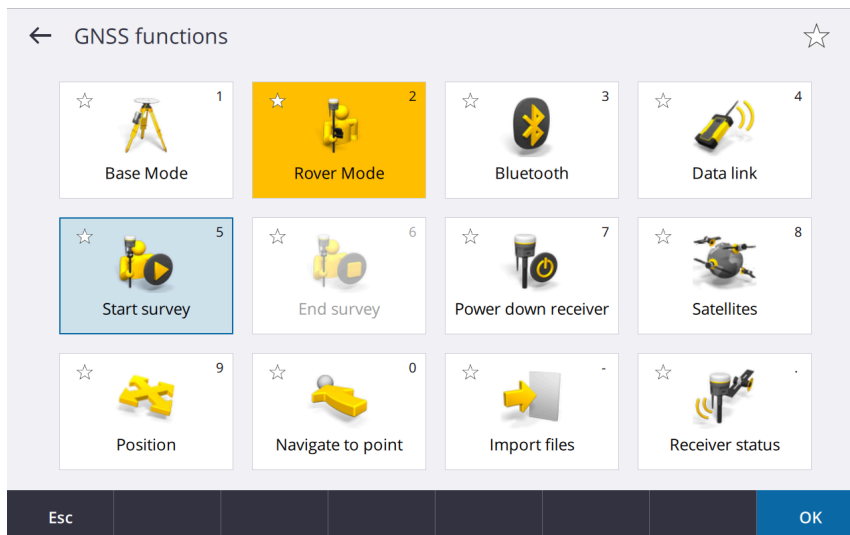 GNSS functions
1
Base Mode
2
Rover Mode
3
Bluetooth
4
Data link
5
Start survey
6
End survey
7
Power down receiver
8
Satellites
9
Position
0
Navigate to point
-
Import files
.
Receiver status
Esc
OK